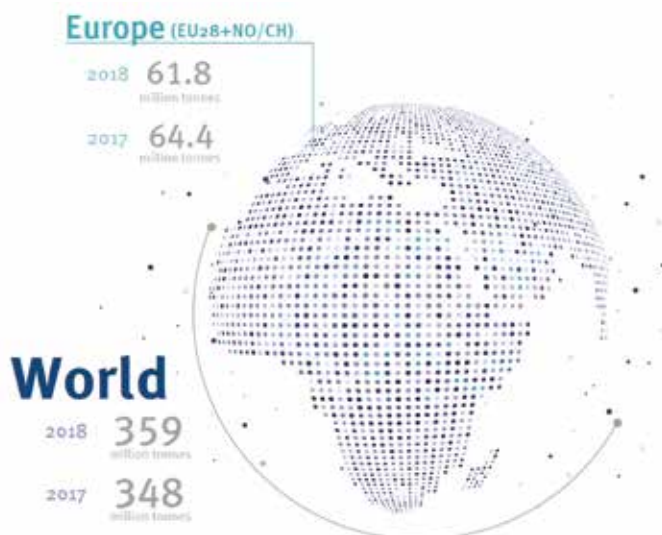 Europe (EU28+NO/CH)
2018 61.8
million tonnes
2017 64.4
million tonnes
World
2018 359
million tonnes
2017 348
million tonnes